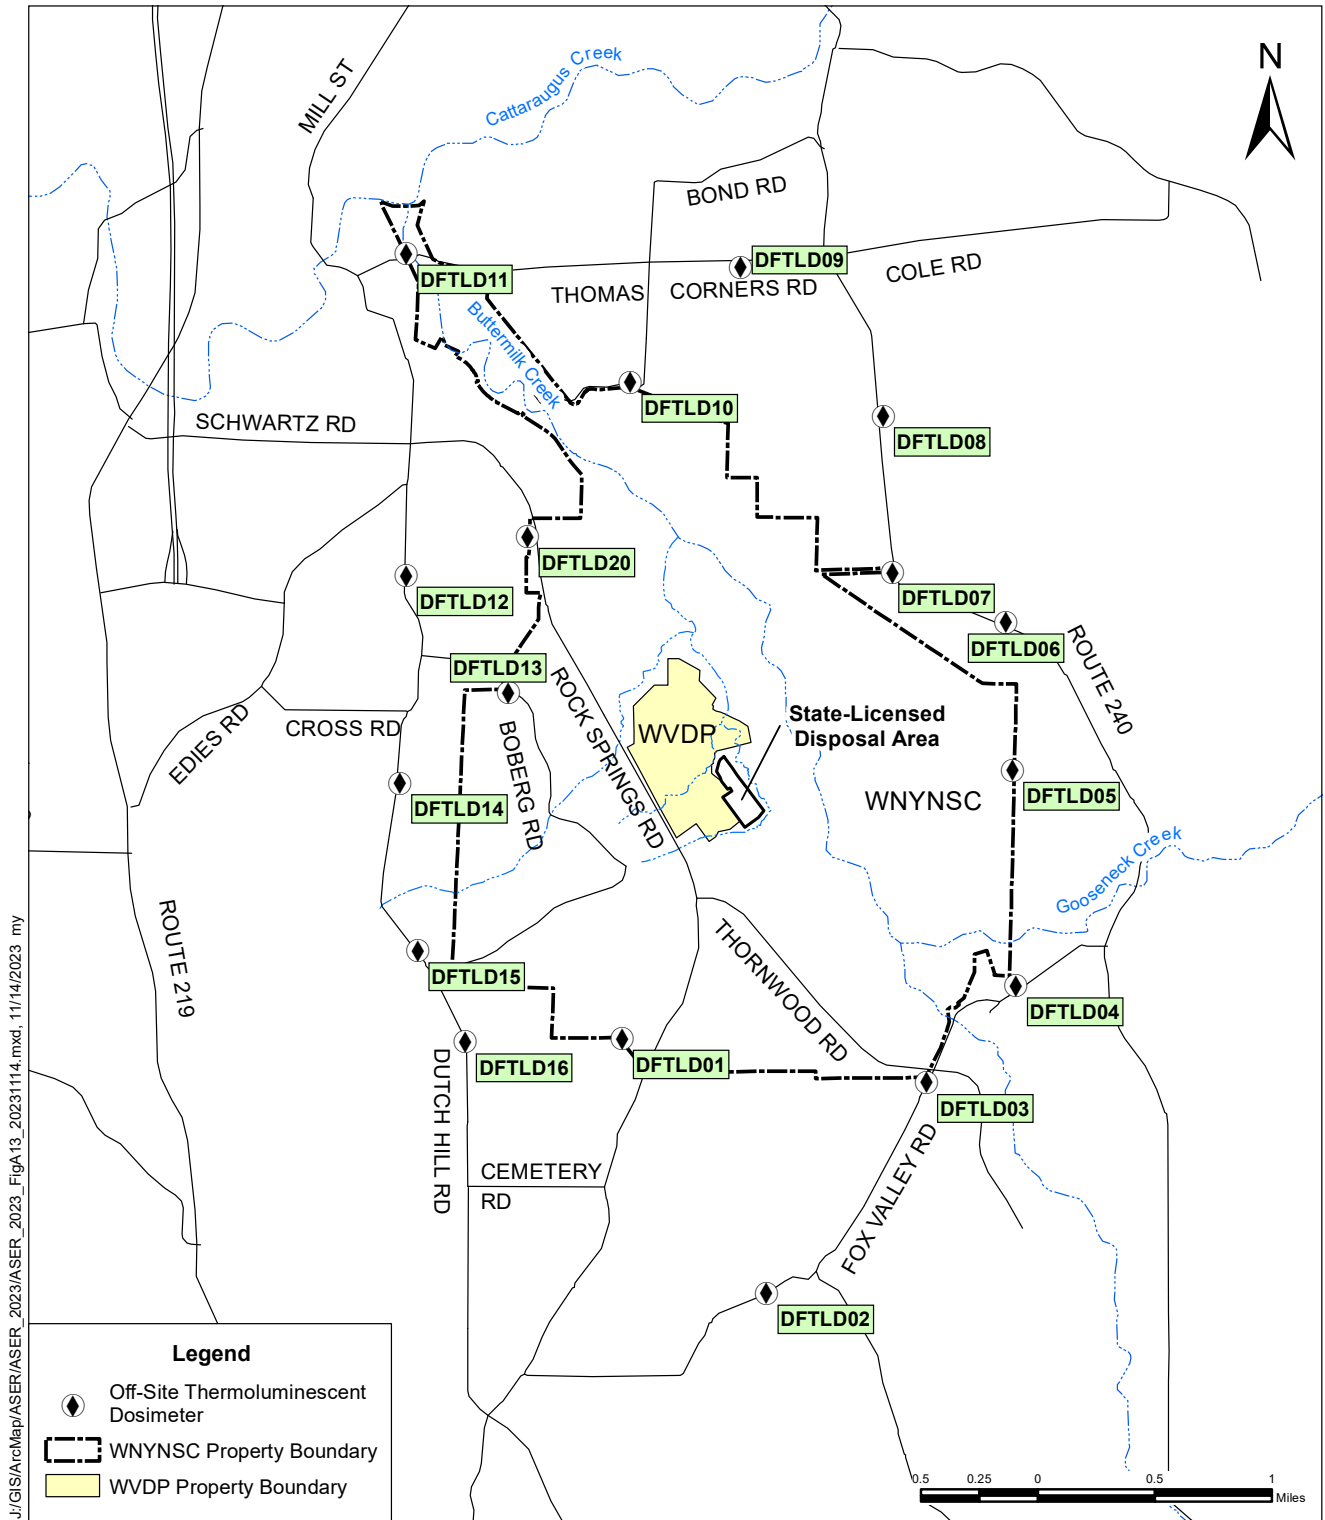 N
MILL ST
Cattaraugus Creek
BOND RD
DFTLD11
DFTLD09
COLE RD
THOMAS CORNERS RD
Buttermilk Creek
DFTLD10
SCHWARTZ RD
DFTLD08
DFTLD20
DFTLD12
DFTLD07
DFTLD06
ROUTE 240
DFTLD13
ROCK SPRINGS RD
EDIES RD
CROSS RD
BOBERG RD
WVDP
State-Licensed
Disposal Area
DFTLD14
WNYNSC
DFTLD05
Gooseneck Creek
ROUTE 219
DFTLD15
THORNWOOD RD
DFTLD04
DUTCH HILL RD
DFTLD16
DFTLD01
DFTLD03
CEMETERY
RD
FOX VALLEY RD
DFTLD02
Legend
Off-Site Thermoluminescent
Dosimeter
WNYNSC Property Boundary
WVDP Property Boundary
0.5 0.25 0 0.5 1
Miles
J:/GIS/ArcMap/ASER/ASER_2023/ASER_2023_FigA13_20231114.mxd, 11/14/2023 my